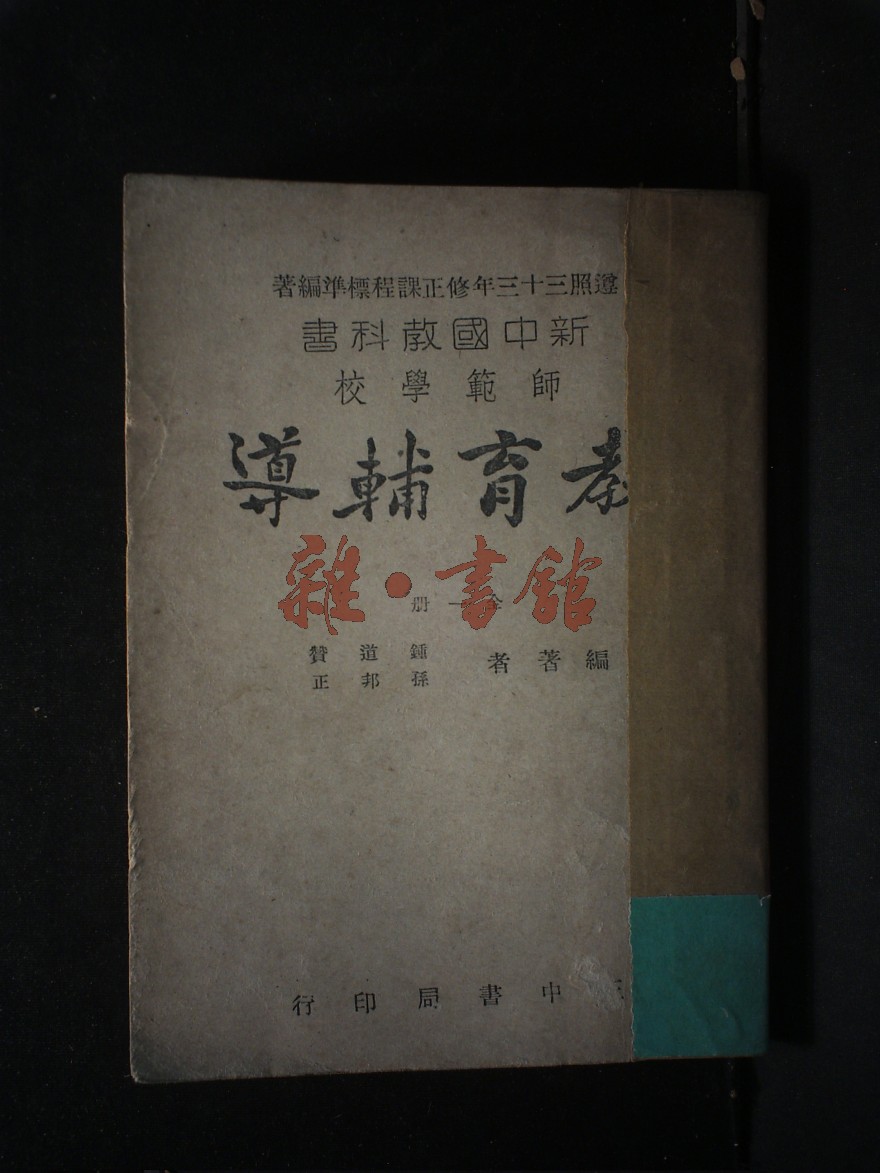 遵照三十三年修正課程標準編著
新中國教科書
師範學校
教育輔導
全一册
雜·書館
編著者
鍾道贊
孫邦正
正中書局印行